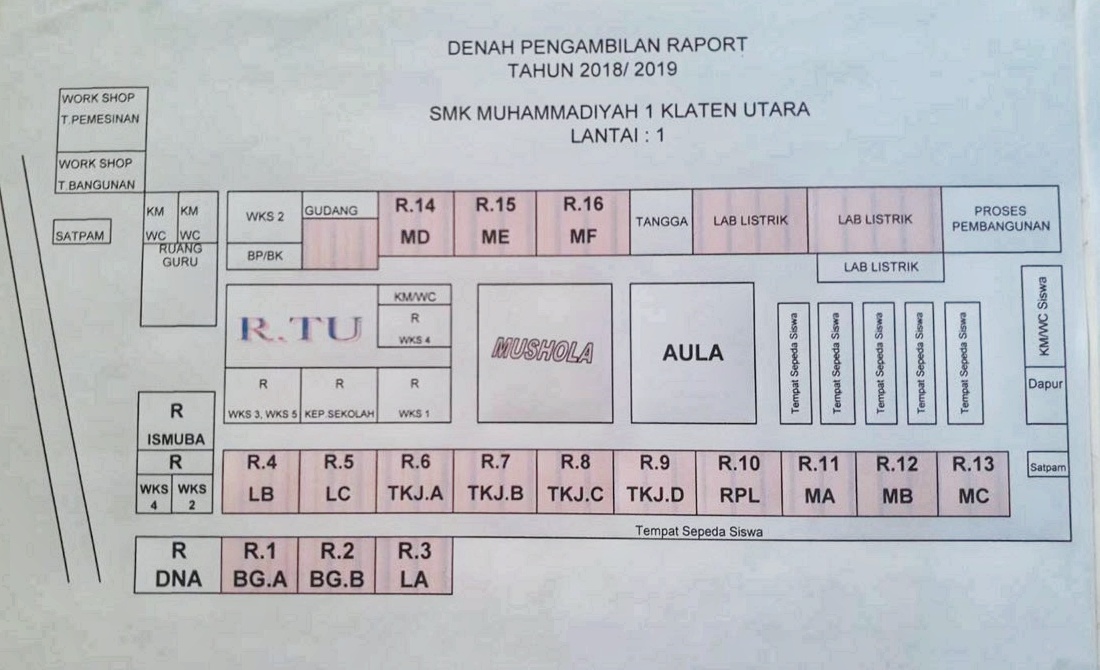 DENAH PENGAMBILAN RAPORT
TAHUN 2018/ 2019
SMK MUHAMMADIYAH 1 KLATEN UTARA
LANTAI : 1
WORK SHOP
T.PEMESINAN
WORK SHOP
T.BANGUNAN
SATPAM
KM
WC
KM
WC
RUANG
GURU
WKS 2
BP/BK
GUDANG
R.14
MD
R.15
ME
R.16
MF
TANGGA
LAB LISTRIK
LAB LISTRIK
PROSES
PEMBANGUNAN
LAB LISTRIK
R.TU
KM/WC
R
WKS 4
R
WKS 3, WKS 5
R
KEP SEKOLAH
R
WKS 1
MUSHOLA
AULA
Tempat Sepeda Siswa
Tempat Sepeda Siswa
Tempat Sepeda Siswa
Tempat Sepeda Siswa
Tempat Sepeda Siswa
KM/WC Siswa
Dapur
Satpam
R
ISMUBA
R
WKS
4
WKS
2
R.4
LB
R.5
LC
R.6
TKJ.A
R.7
TKJ.B
R.8
TKJ.C
R.9
TKJ.D
R.10
RPL
R.11
MA
R.12
MB
R.13
MC
Tempat Sepeda Siswa
R
DNA
R.1
BG.A
R.2
BG.B
R.3
LA